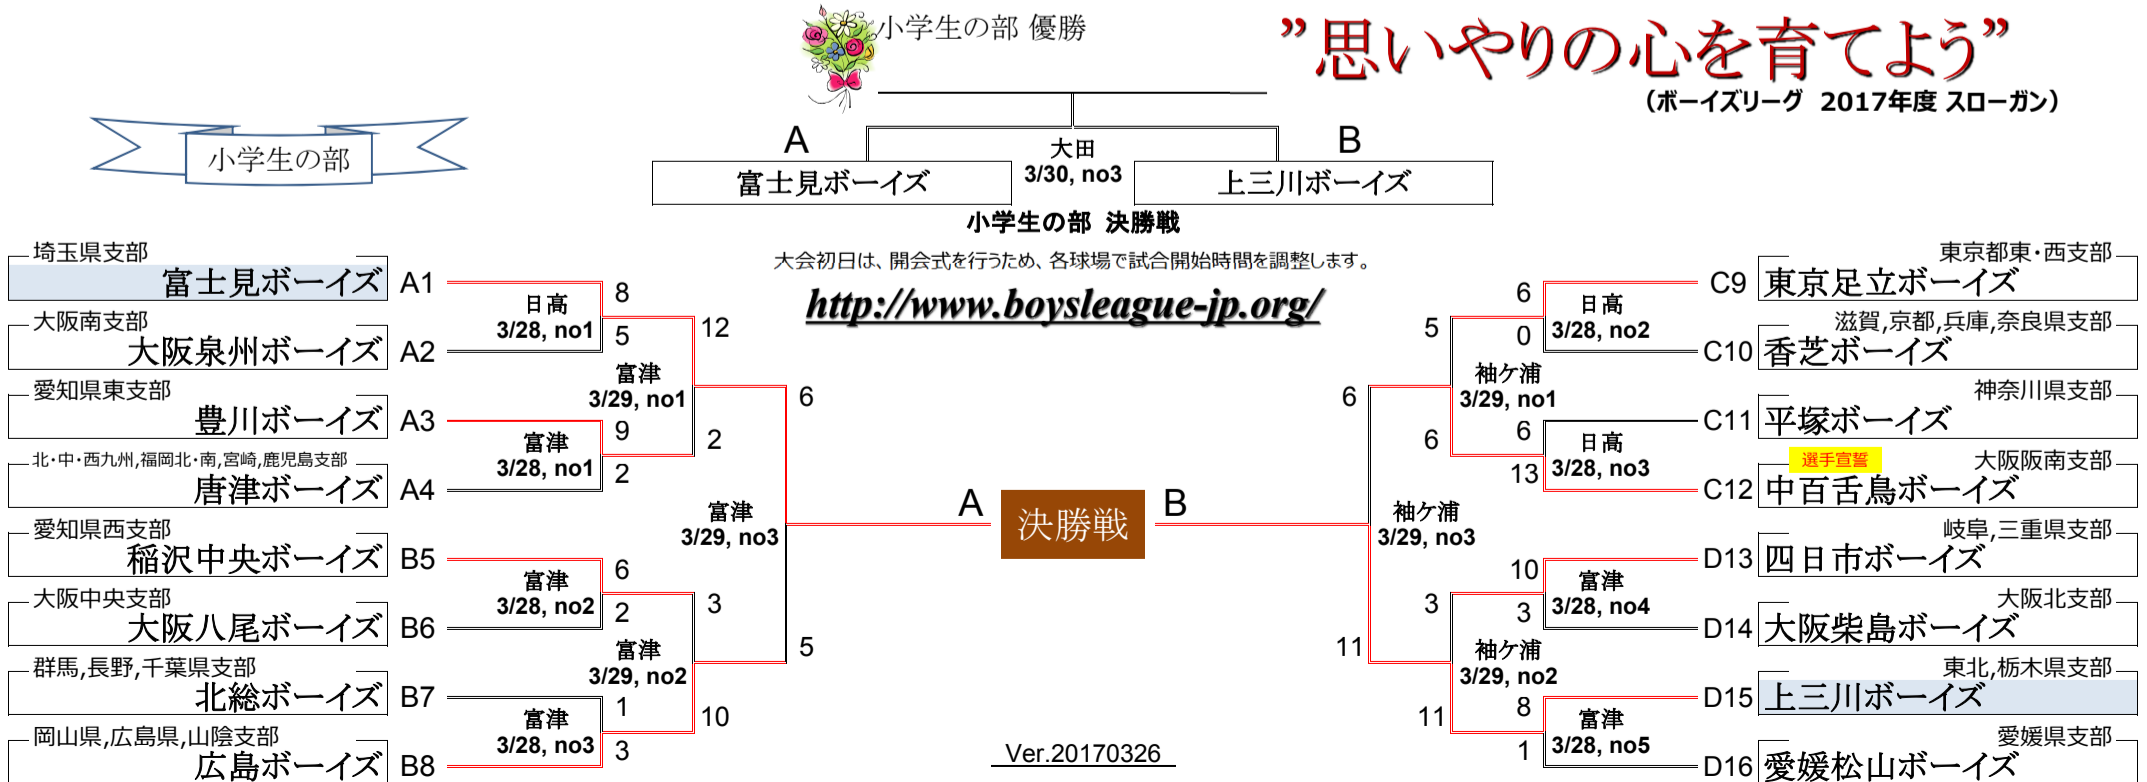 小学生の部 優勝
”思いやりの心を育てよう”
（ボーイズリーグ 2017年度 スローガン）
小学生の部
A
B
大田
3/30, no3
富士見ボーイズ
上三川ボーイズ
小学生の部 決勝戦
大会初日は、開会式を行うため、各球場で試合開始時間を調整します。
http://www.boysleague-jp.org/
埼玉県支部
富士見ボーイズ A1
大阪南支部
大阪泉州ボーイズ A2
愛知県東支部
豊川ボーイズ A3
北・中・西九州,福岡北・南,宮崎,鹿児島支部
唐津ボーイズ A4
愛知県西支部
稲沢中央ボーイズ B5
大阪中央支部
大阪八尾ボーイズ B6
群馬,長野,千葉県支部
北総ボーイズ B7
岡山県,広島県,山陰支部
広島ボーイズ B8
日高
3/28, no1
8
5
富津
3/28, no1
9
2
富津
3/28, no2
6
2
富津
3/28, no3
1
3
富津
3/29, no1
12
2
富津
3/29, no2
3
10
富津
3/29, no3
6
5
A
決勝戦
B
袖ケ浦
3/29, no3
6
11
袖ケ浦
3/29, no1
5
6
袖ケ浦
3/29, no2
3
11
6
0
日高
3/28, no2
6
13
日高
3/28, no3
10
3
富津
3/28, no4
8
1
富津
3/28, no5
東京都東・西支部
C9 東京足立ボーイズ
滋賀,京都,兵庫,奈良県支部
C10 香芝ボーイズ
神奈川県支部
C11 平塚ボーイズ
選手宣誓 大阪阪南支部
C12 中百舌鳥ボーイズ
岐阜,三重県支部
D13 四日市ボーイズ
大阪北支部
D14 大阪柴島ボーイズ
東北,栃木県支部
D15 上三川ボーイズ
愛媛県支部
D16 愛媛松山ボーイズ
Ver.20170326